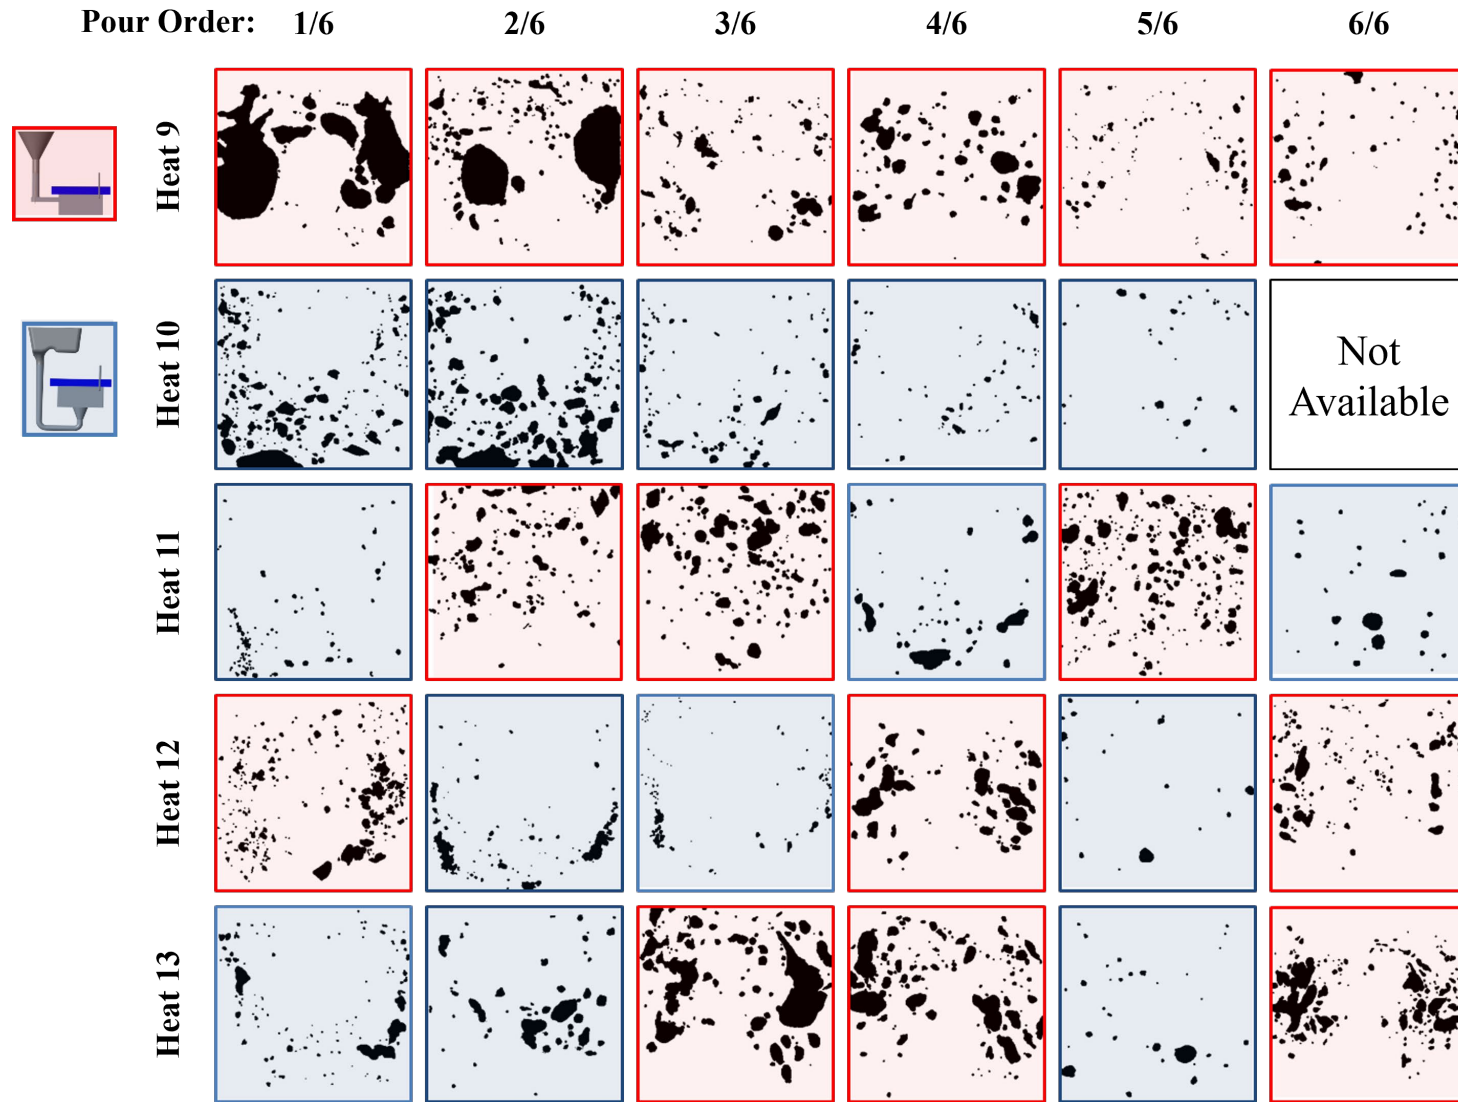 Pour Order: 1/6 2/6 3/6 4/6 5/6 6/6
Heat 9
Heat 10
Not
Available
Heat 11
Heat 12
Heat 13